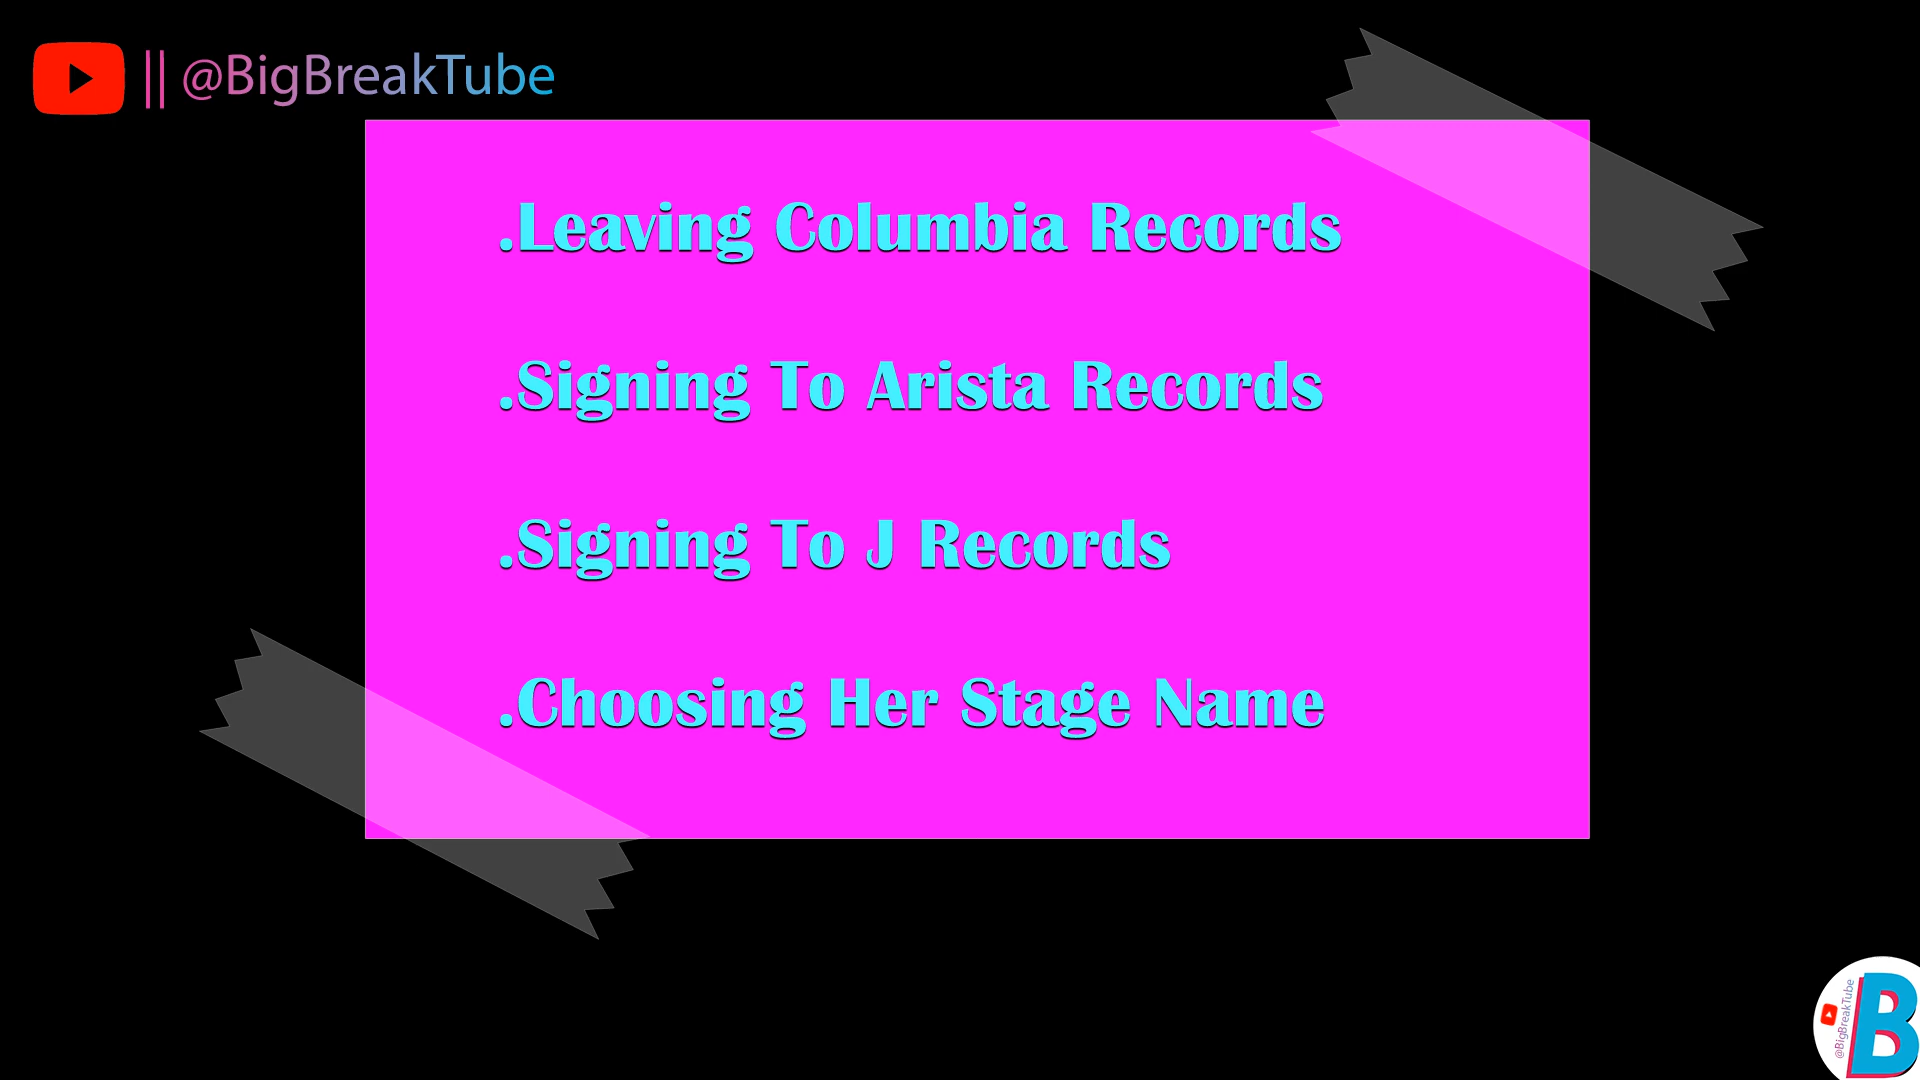 || @BigBreakTube
.Leaving Columbia Records
.Signing To Arista Records
.Signing To J Records
.Choosing Her Stage Name
@BigBreakTube
B